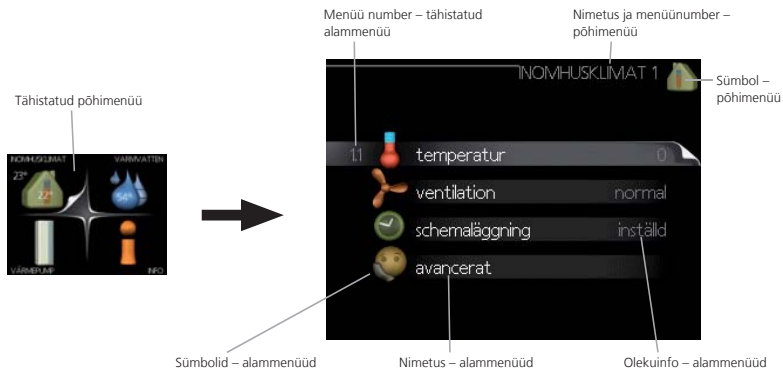 Menüü number – tähistatud
alammenüü
Nimetus ja menüünumber –
põhimenüü
INOMHUSKLIMAT 1
Sümbol –
põhimenüü
Tähistatud põhimenüü
INOMHUSKLIMAT
VARMVATTEN
23°
22°
54°
VÄRMEPUMP
INFO
1.1 temperatur 0
ventilation normal
schemaläggning inställd
avancerat
Sümbolid – alammenüüd
Nimetus – alammenüüd
Olekuinfo – alammenüüd